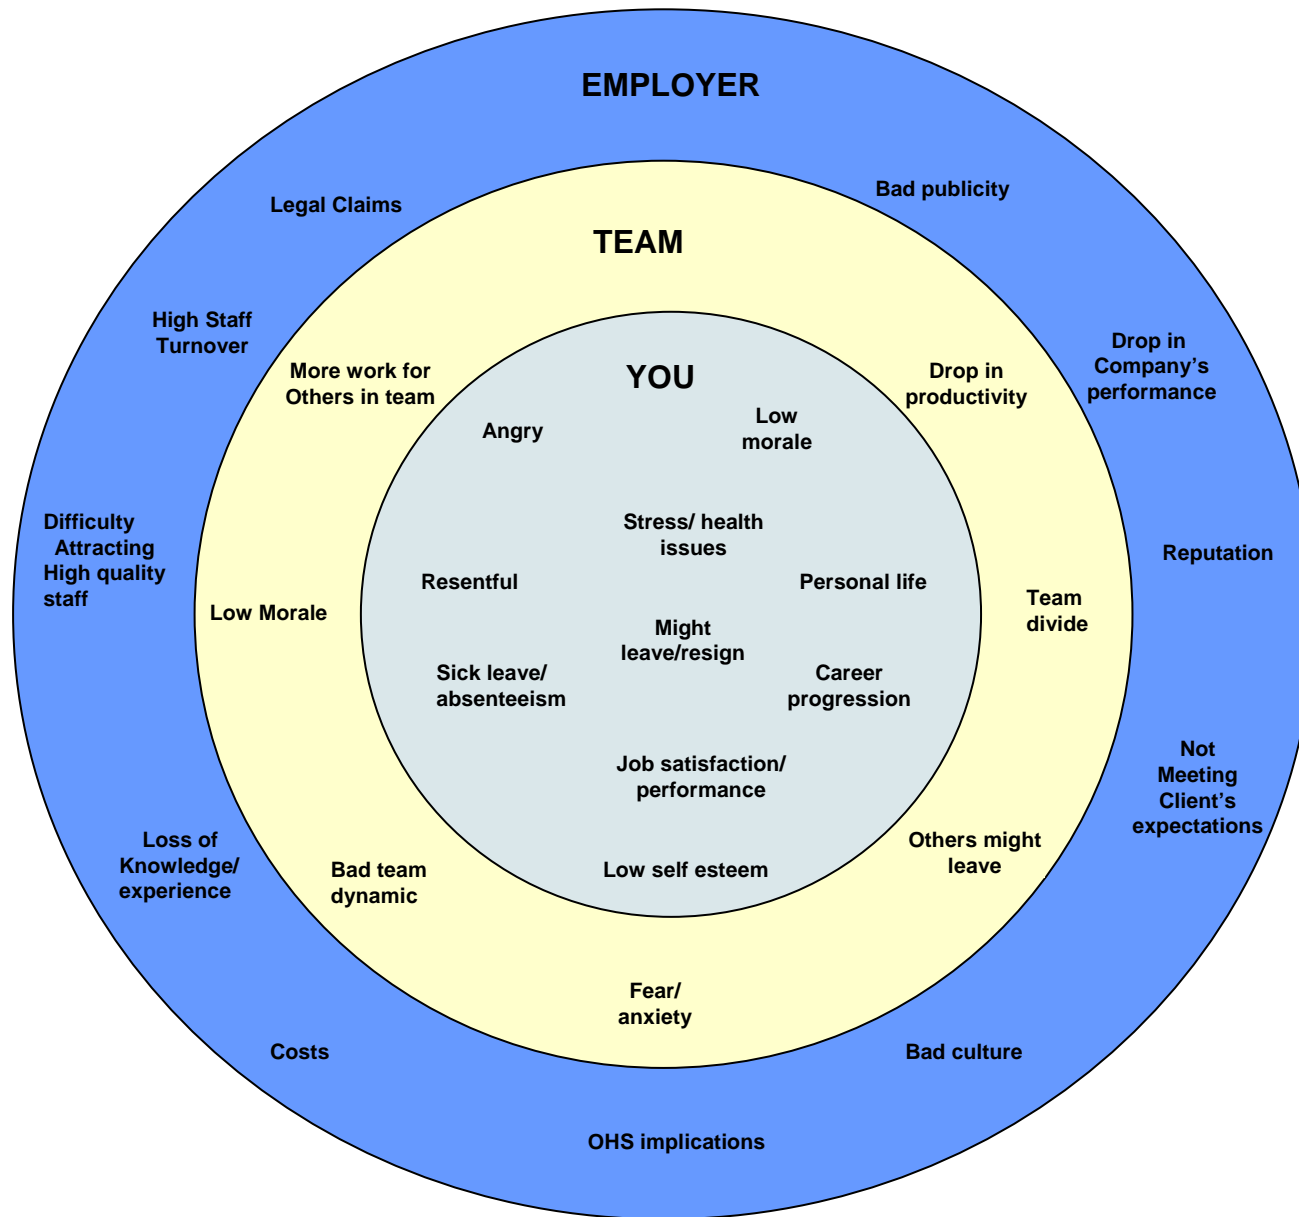 EMPLOYER
Legal Claims
Bad publicity
High Staff
Turnover
Drop in
Company’s
performance
Difficulty
Attracting
High quality
staff
Reputation
Not
Meeting
Client’s
expectations
Loss of
Knowledge/
experience
Costs
Bad culture
OHS implications
TEAM
More work for
Others in team
Drop in
productivity
Low Morale
Team
divide
Bad team
dynamic
Others might
leave
Fear/
anxiety
YOU
Angry
Low
morale
Stress/ health
issues
Resentful
Personal life
Might
leave/resign
Sick leave/
absenteeism
Career
progression
Job satisfaction/
performance
Low self esteem